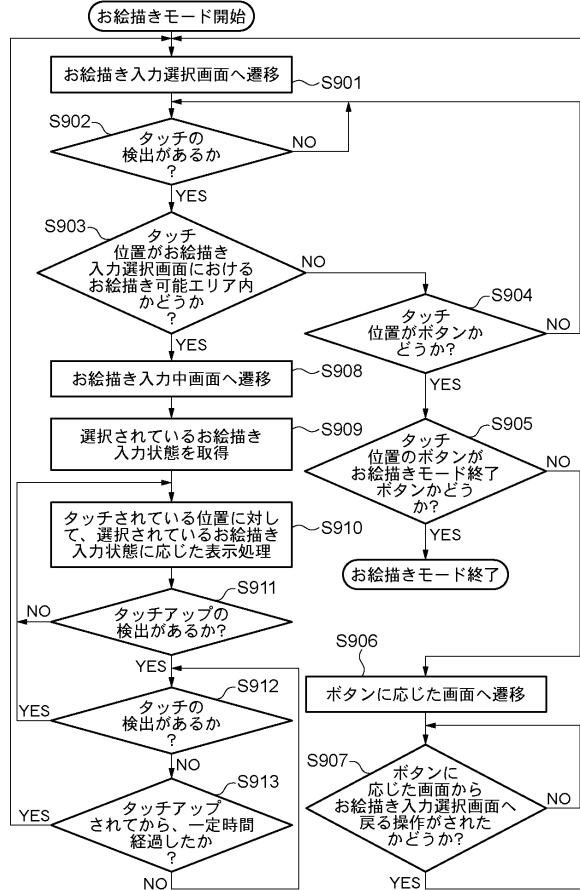 お絵描きモード開始
お絵描き入力選択画面へ遷移
S901
S902
タッチの
検出があるか
?
NO
YES
S903
タッチ
位置がお絵描き
入力選択画面における
お絵描き可能エリア内
かどうか
?
NO
YES
S904
タッチ
位置がボタンか
どうか?
NO
YES
お絵描き入力中画面へ遷移
S908
S905
タッチ
位置のボタンが
お絵描きモード終了
ボタンかどう
か?
NO
YES
お絵描きモード終了
選択されているお絵描き
入力状態を取得
S909
タッチされている位置に対し
て、選択されているお絵描き
入力状態に応じた表示処理
S910
S911
タッチアップの
検出があるか?
NO
YES
S912
タッチの
検出があるか
?
YES
NO
S913
タッチアップ
されてから、一定時間
経過したか
?
YES
NO
S906
ボタンに応じた画面へ遷移
S907
ボタンに
応じた画面から
お絵描き入力選択画面へ
戻る操作がされた
かどうか?
NO
YES